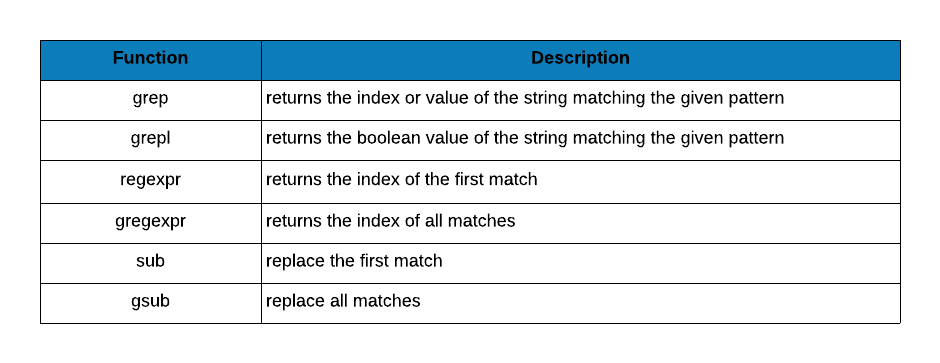 Function Description
grep returns the index or value of the string matching the given pattern
grepl returns the boolean value of the string matching the given pattern
regexpr returns the index of the first match
gregexpr returns the index of all matches
sub replace the first match
gsub replace all matches